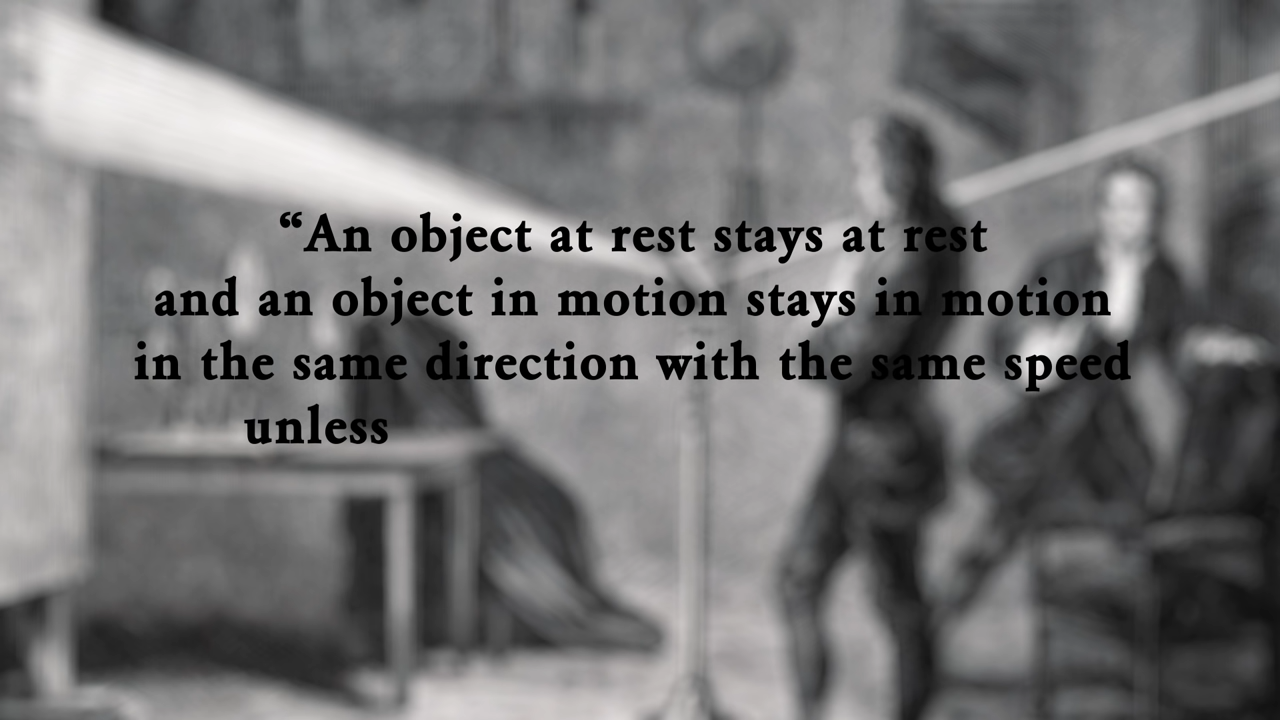 “An object at rest stays at rest
and an object in motion stays in motion
in the same direction with the same speed
unless